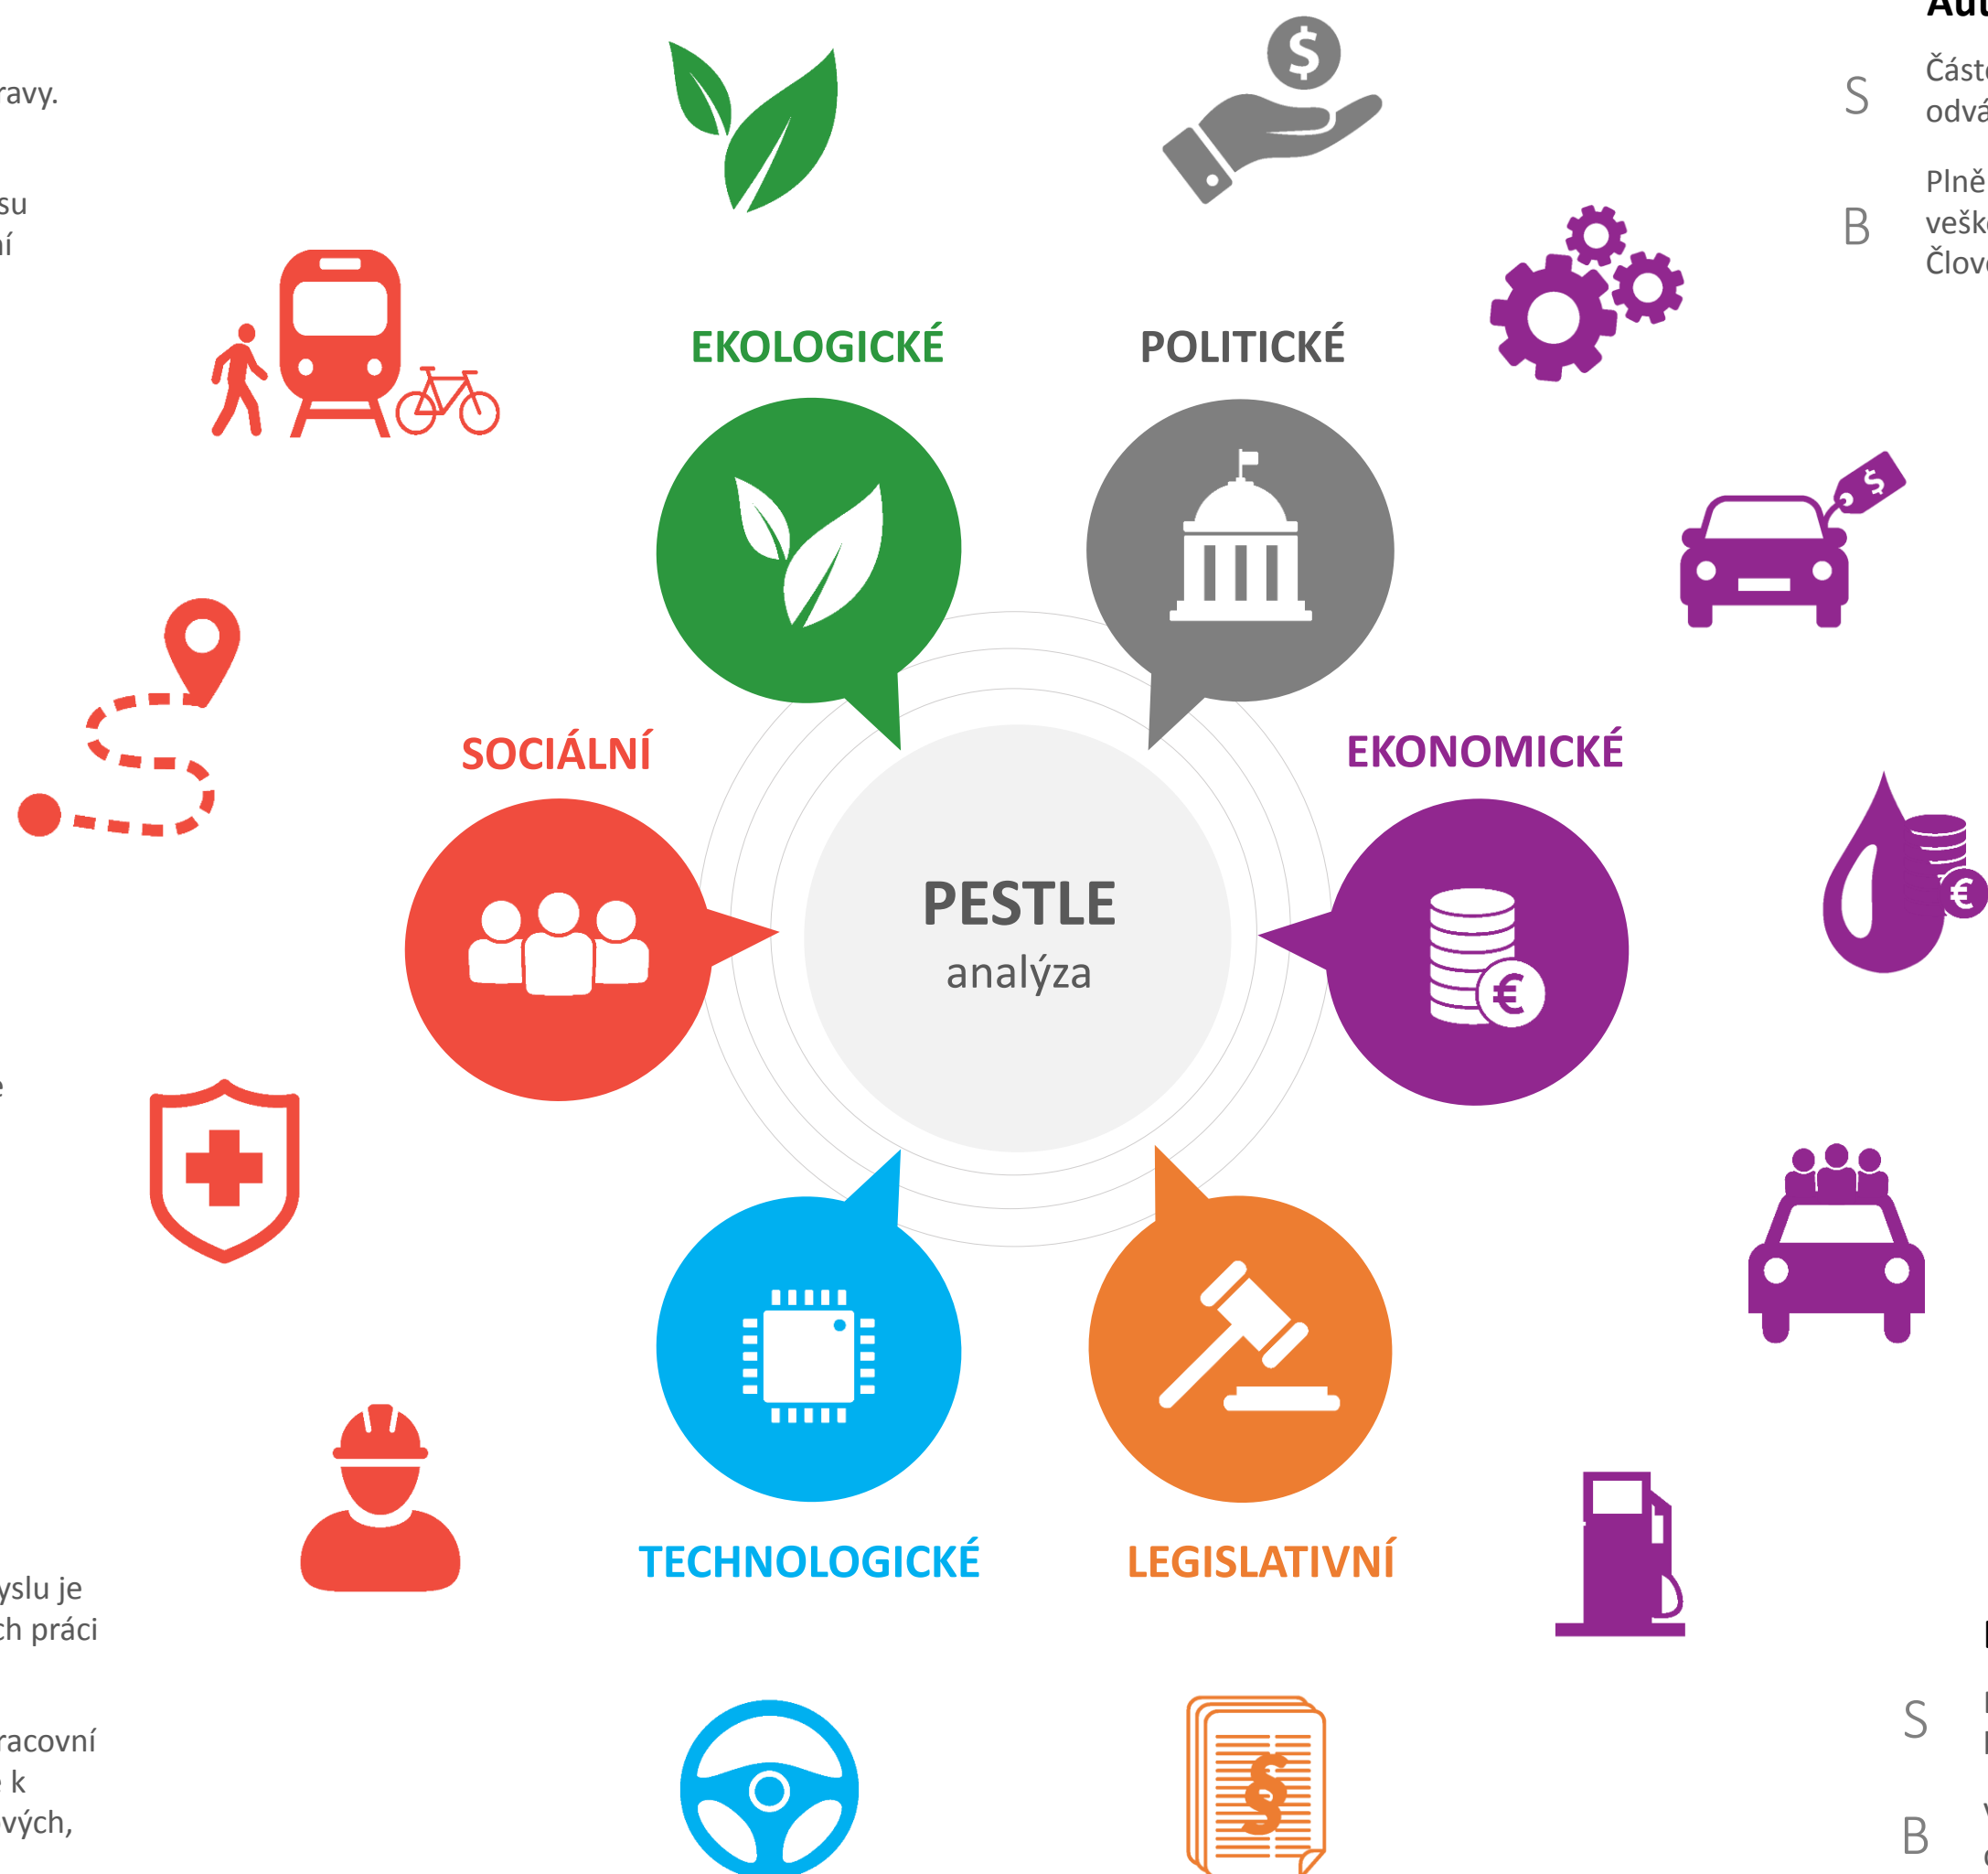 ravy.
su
ní
S
Část
odvá
B
Plně
vešk
Člov
EKOLOGICKÉ
POLITICKÉ
SOCIÁLNÍ
EKONOMICKÉ
PESTLE
analýza
e
TECHNOLOGICKÉ
LEGISLATIVNÍ
yslu je
ch práci
racovní
e k
vých,
S
B
$
$
€
€
§
Aut